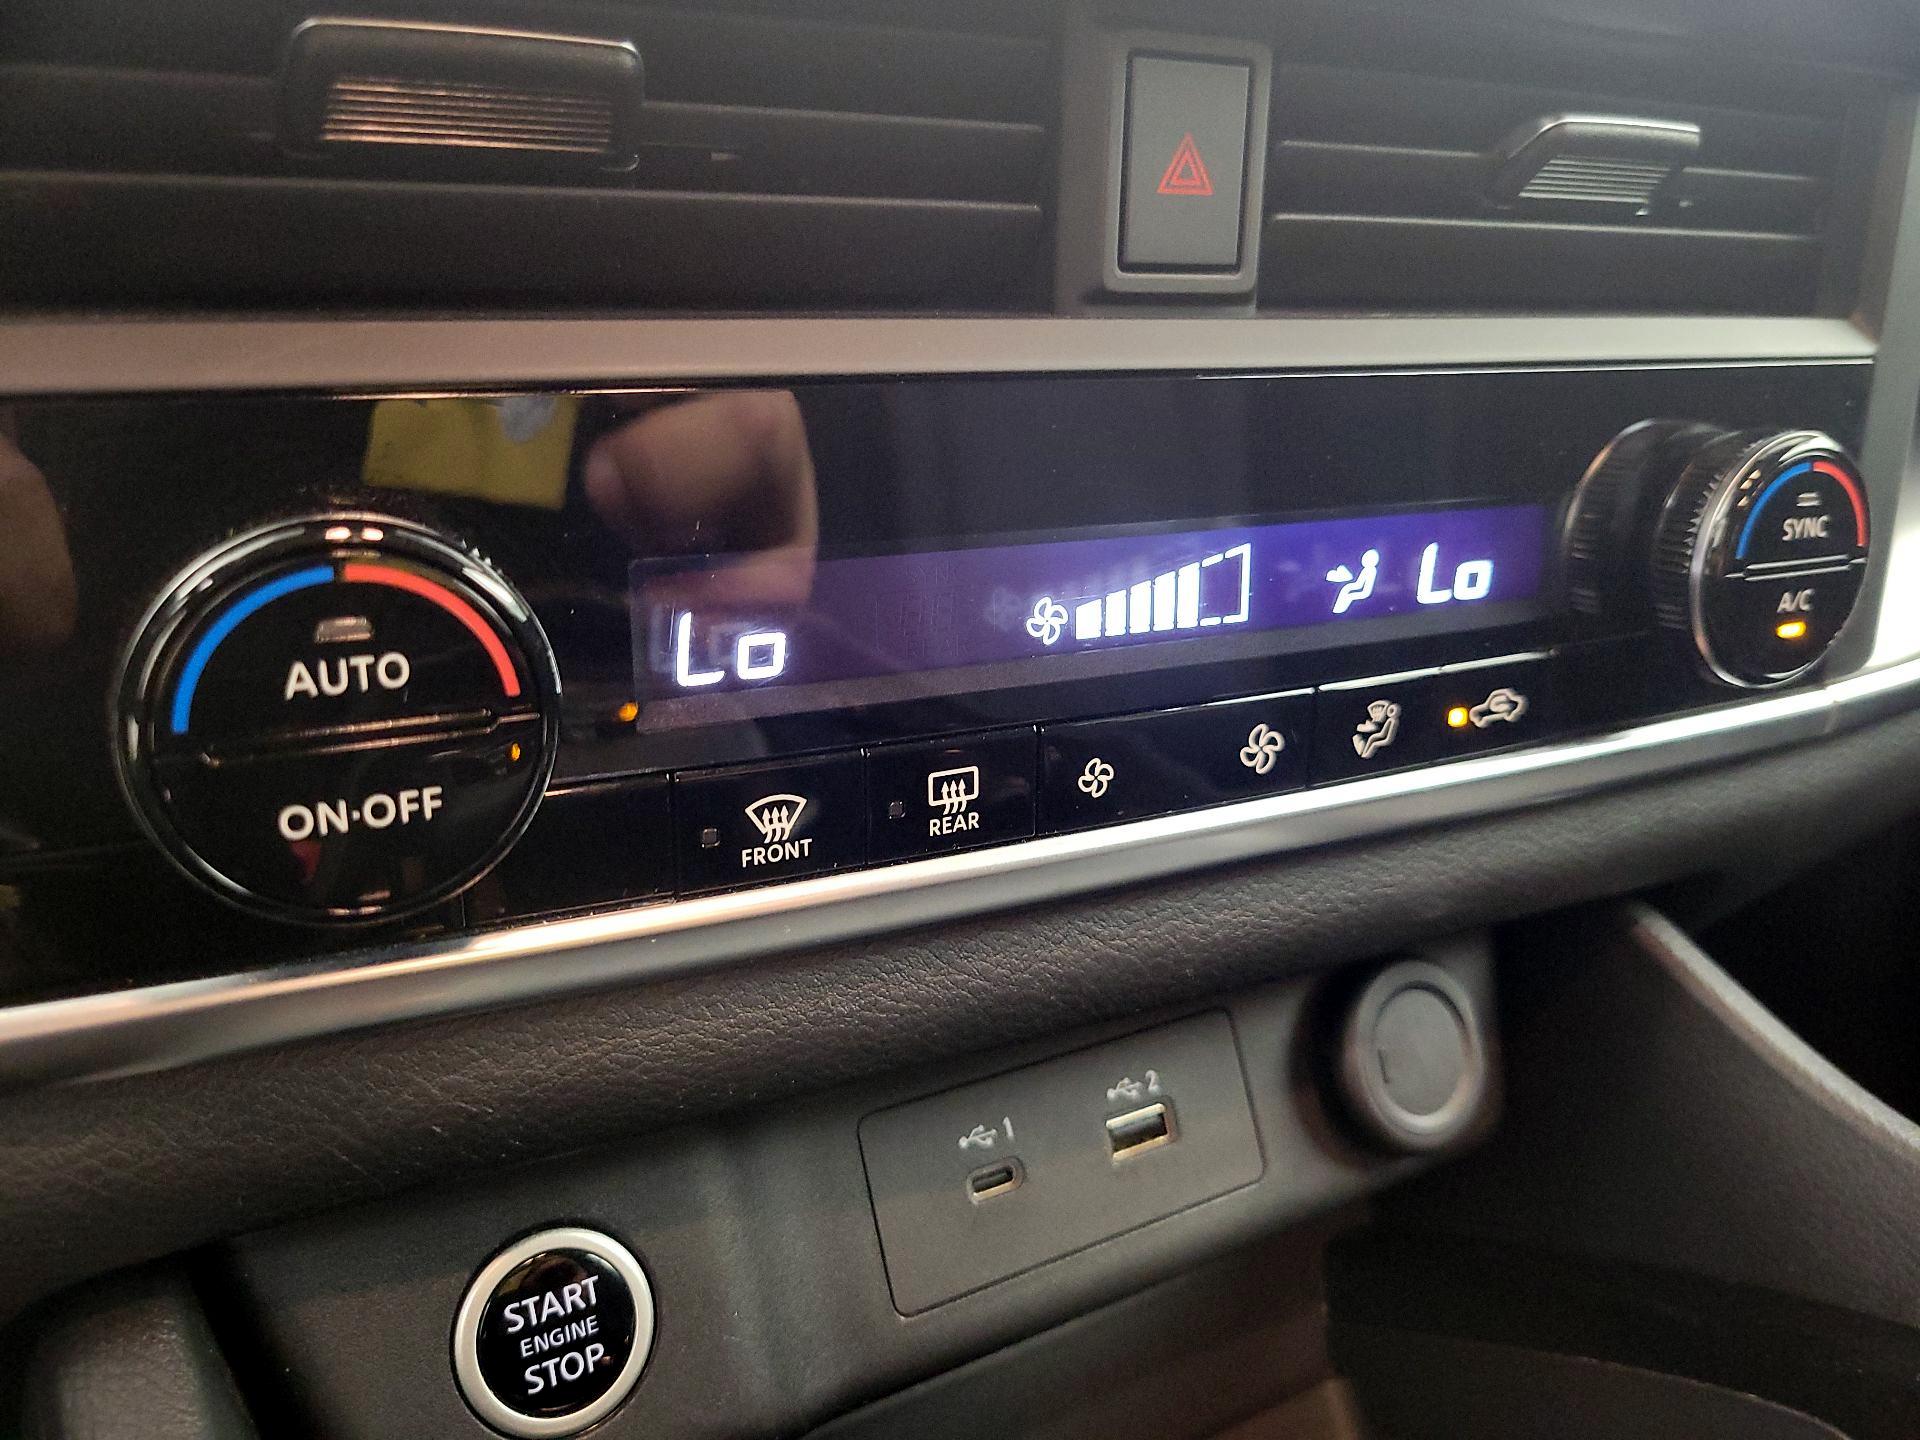 AUTO
ON·OFF
Lo
Lo
SYNC
A/C
FRONT
REAR
1
2
START
ENGINE
STOP